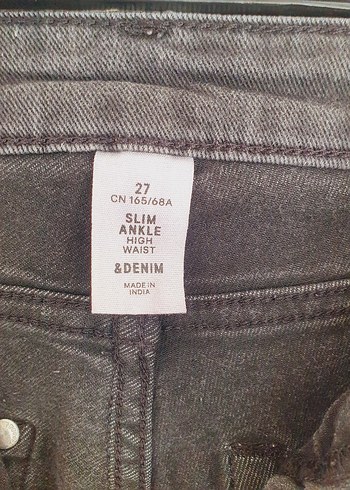 27
CN 165/68A
SLIM
ANKLE
HIGH
WAIST
&DENIM
MADE IN
INDIA